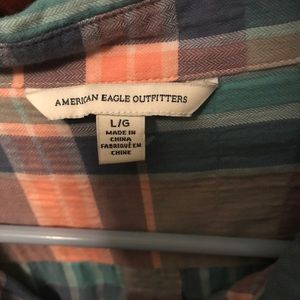 AMERICAN EAGLE OUTFITTERS
L/G
MADE IN
CHINA
FABRIQUÉ EN
CHINE